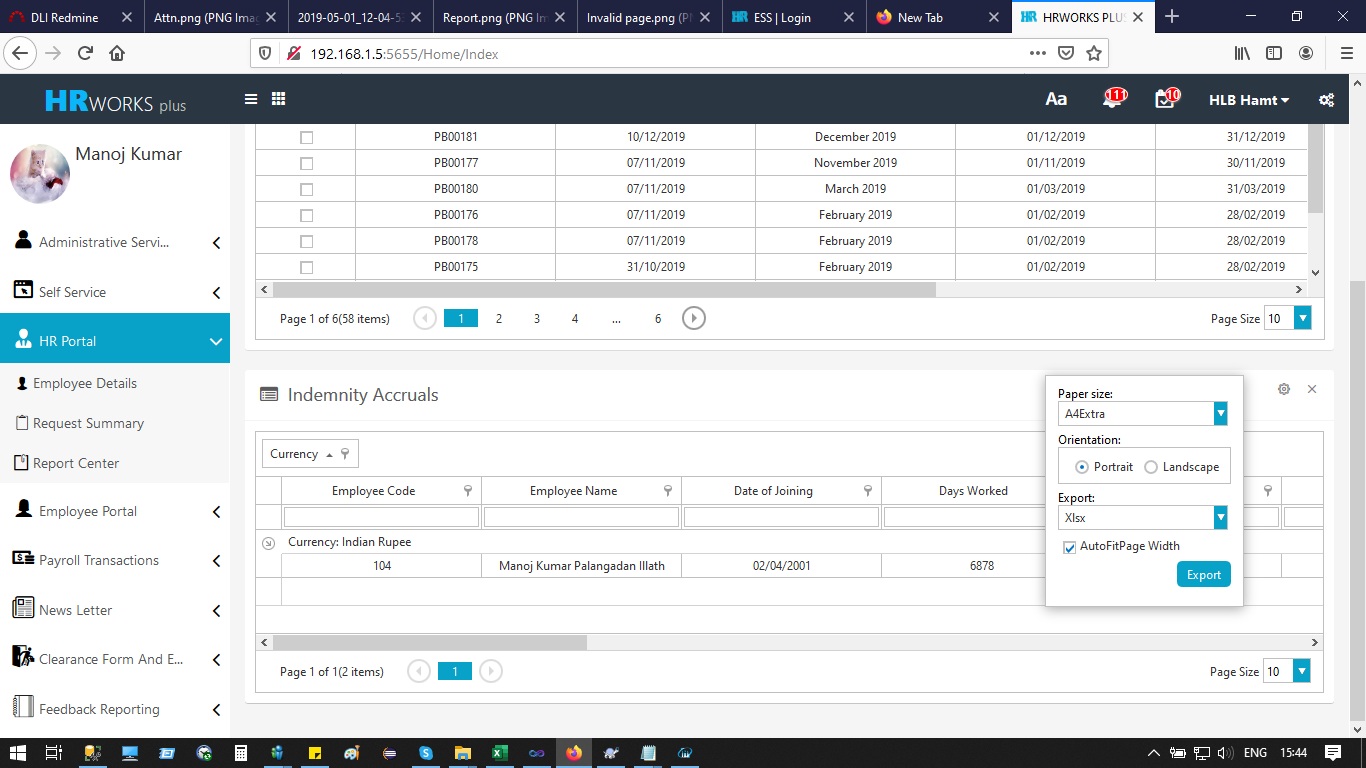 DLI Redmine
Attn.png (PNG Imag
2019-05-01_12-04-5
Report.png (PNG Im
Invalid page.png (P
HR ESS | Login
New Tab
HR HRWORKS PLUS
192.168.1.5:5655/Home/Index
HRWORKS plus
Aa
111
10
HLB Hamt
Manoj Kumar
Administrative Servi...
Self Service
HR Portal
Employee Details
Request Summary
Report Center
Employee Portal
Payroll Transactions
News Letter
Clearance Form And E...
Feedback Reporting
PB00181 10/12/2019 December 2019 01/12/2019 31/12/2019
PB00177 07/11/2019 November 2019 01/11/2019 30/11/2019
PB00180 07/11/2019 March 2019 01/03/2019 31/03/2019
PB00176 07/11/2019 February 2019 01/02/2019 28/02/2019
PB00178 07/11/2019 February 2019 01/02/2019 28/02/2019
PB00175 31/10/2019 February 2019 01/02/2019 28/02/2019
Page 1 of 6(58 items) 1 2 3 4 ... 6 Page Size 10
Indemnity Accruals
Currency
Employee Code Employee Name Date of Joining Days Worked
Currency: Indian Rupee
104 Manoj Kumar Palangadan Illath 02/04/2001 6878
Page 1 of 1(2 items) 1 Page Size 10
Paper size:
A4Extra
Orientation:
Portrait Landscape
Export:
Xlsx
AutoFitPage Width
Export
ENG 15:44